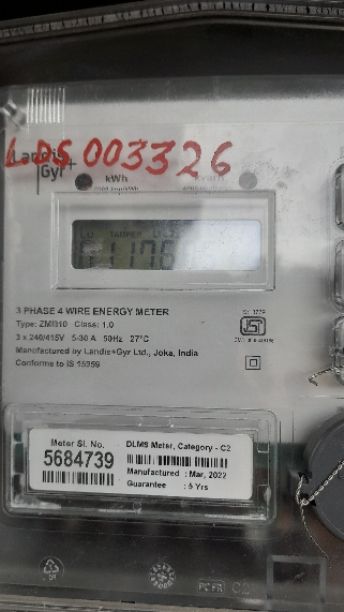 LDS 003326
Landis+
Gyr
kWh
TAMPER
3 PHASE 4 WIRE ENERGY METER
Type: ZMI310 Class: 1.0
3 x 240/415V 5-30 A 50Hz 27°C
Manufactured by Landis+Gyr Ltd., Joka, India
Conforms to IS 15959
Meter Sl. No.
5684739
DLMS Meter, Category - C2
Manufactured : Mar, 2022
Guarantee : 5 Yrs